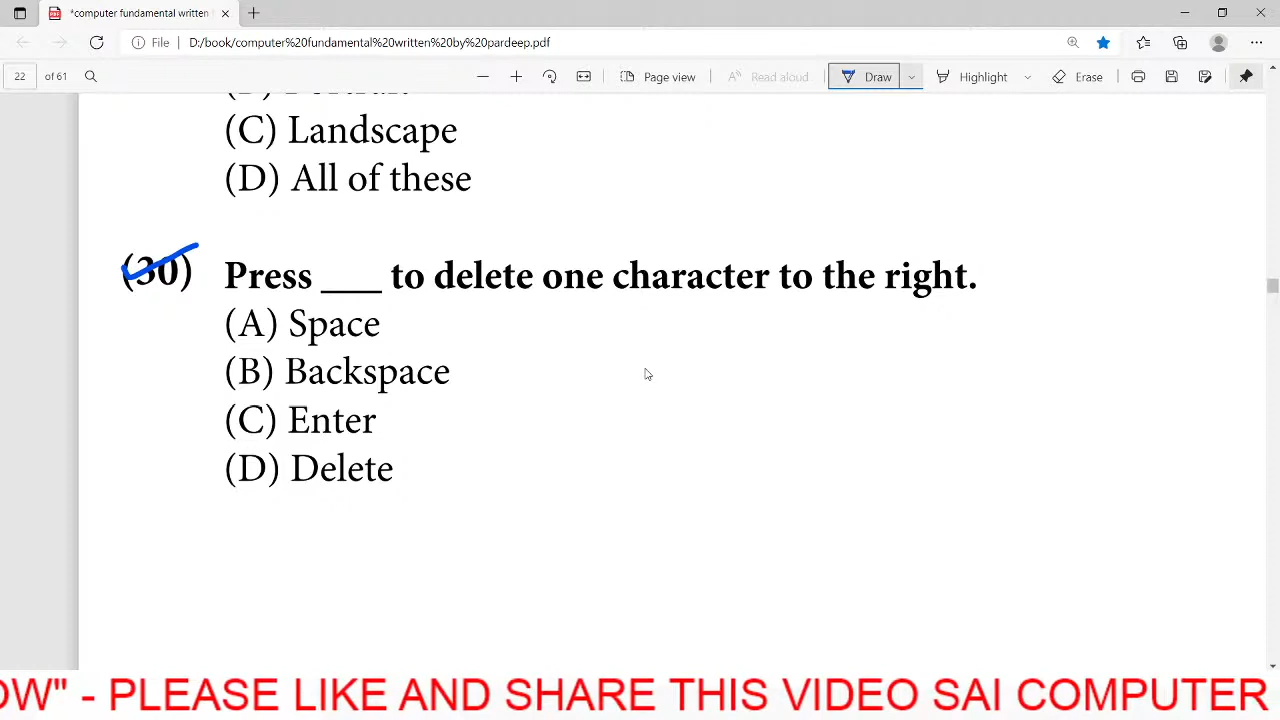 *computer fundamental written
File D:/book/computer%20fundamental%20written%20by%20pardeep.pdf
22 of 61 Page view Read aloud Draw Highlight Erase
(C) Landscape
(D) All of these
(30) Press ___ to delete one character to the right.
(A) Space
(B) Backspace
(C) Enter
(D) Delete
OW" - PLEASE LIKE AND SHARE THIS VIDEO SAI COMPUTER